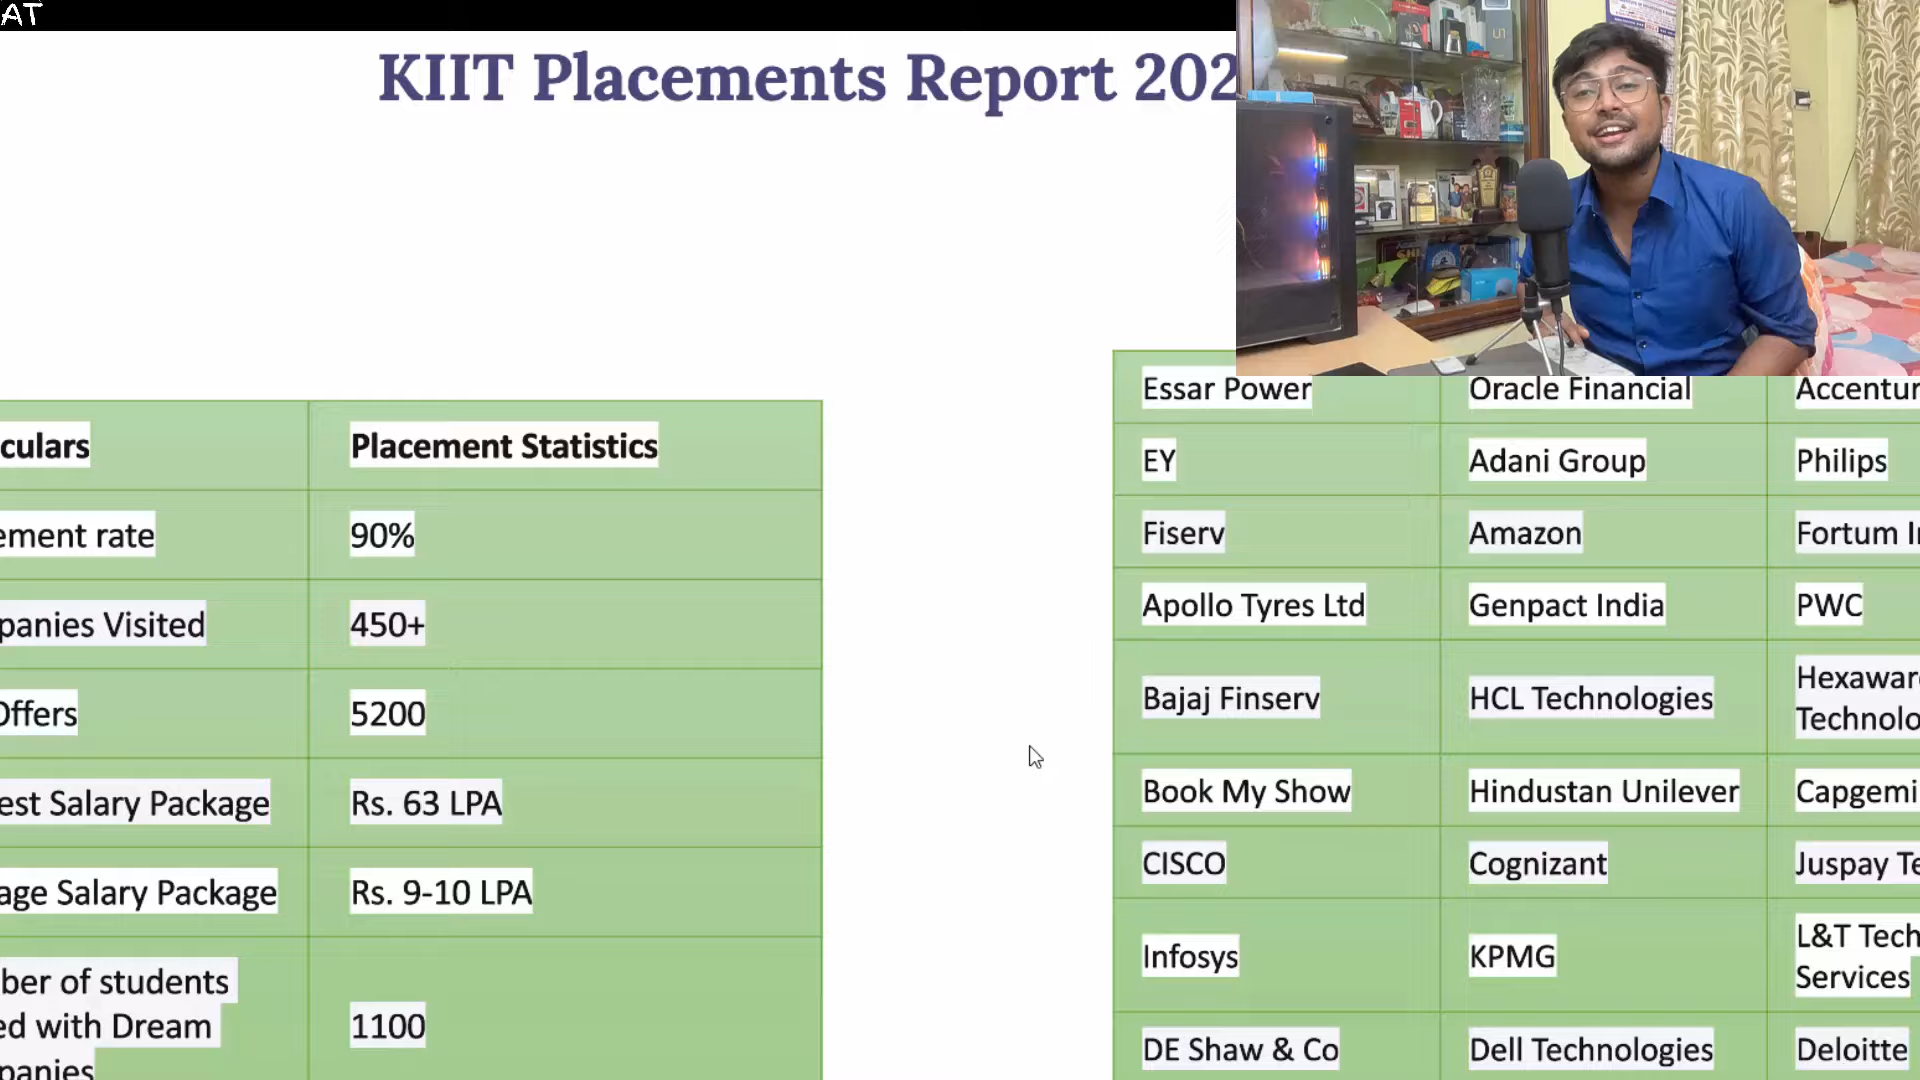 AT
KIIT Placements Report 202
culars
Placement Statistics
ement rate
90%
panies Visited
450+
Offers
5200
est Salary Package
Rs. 63 LPA
age Salary Package
Rs. 9-10 LPA
ber of students
ed with Dream
panies
1100
Essar Power
Oracle Financial
Accentur
EY
Adani Group
Philips
Fiserv
Amazon
Fortum I
Apollo Tyres Ltd
Genpact India
PWC
Bajaj Finserv
HCL Technologies
Hexaware
Technolo
Book My Show
Hindustan Unilever
Capgemi
CISCO
Cognizant
Juspay Te
Infosys
KPMG
L&T Tech
Services
DE Shaw & Co
Dell Technologies
Deloitte